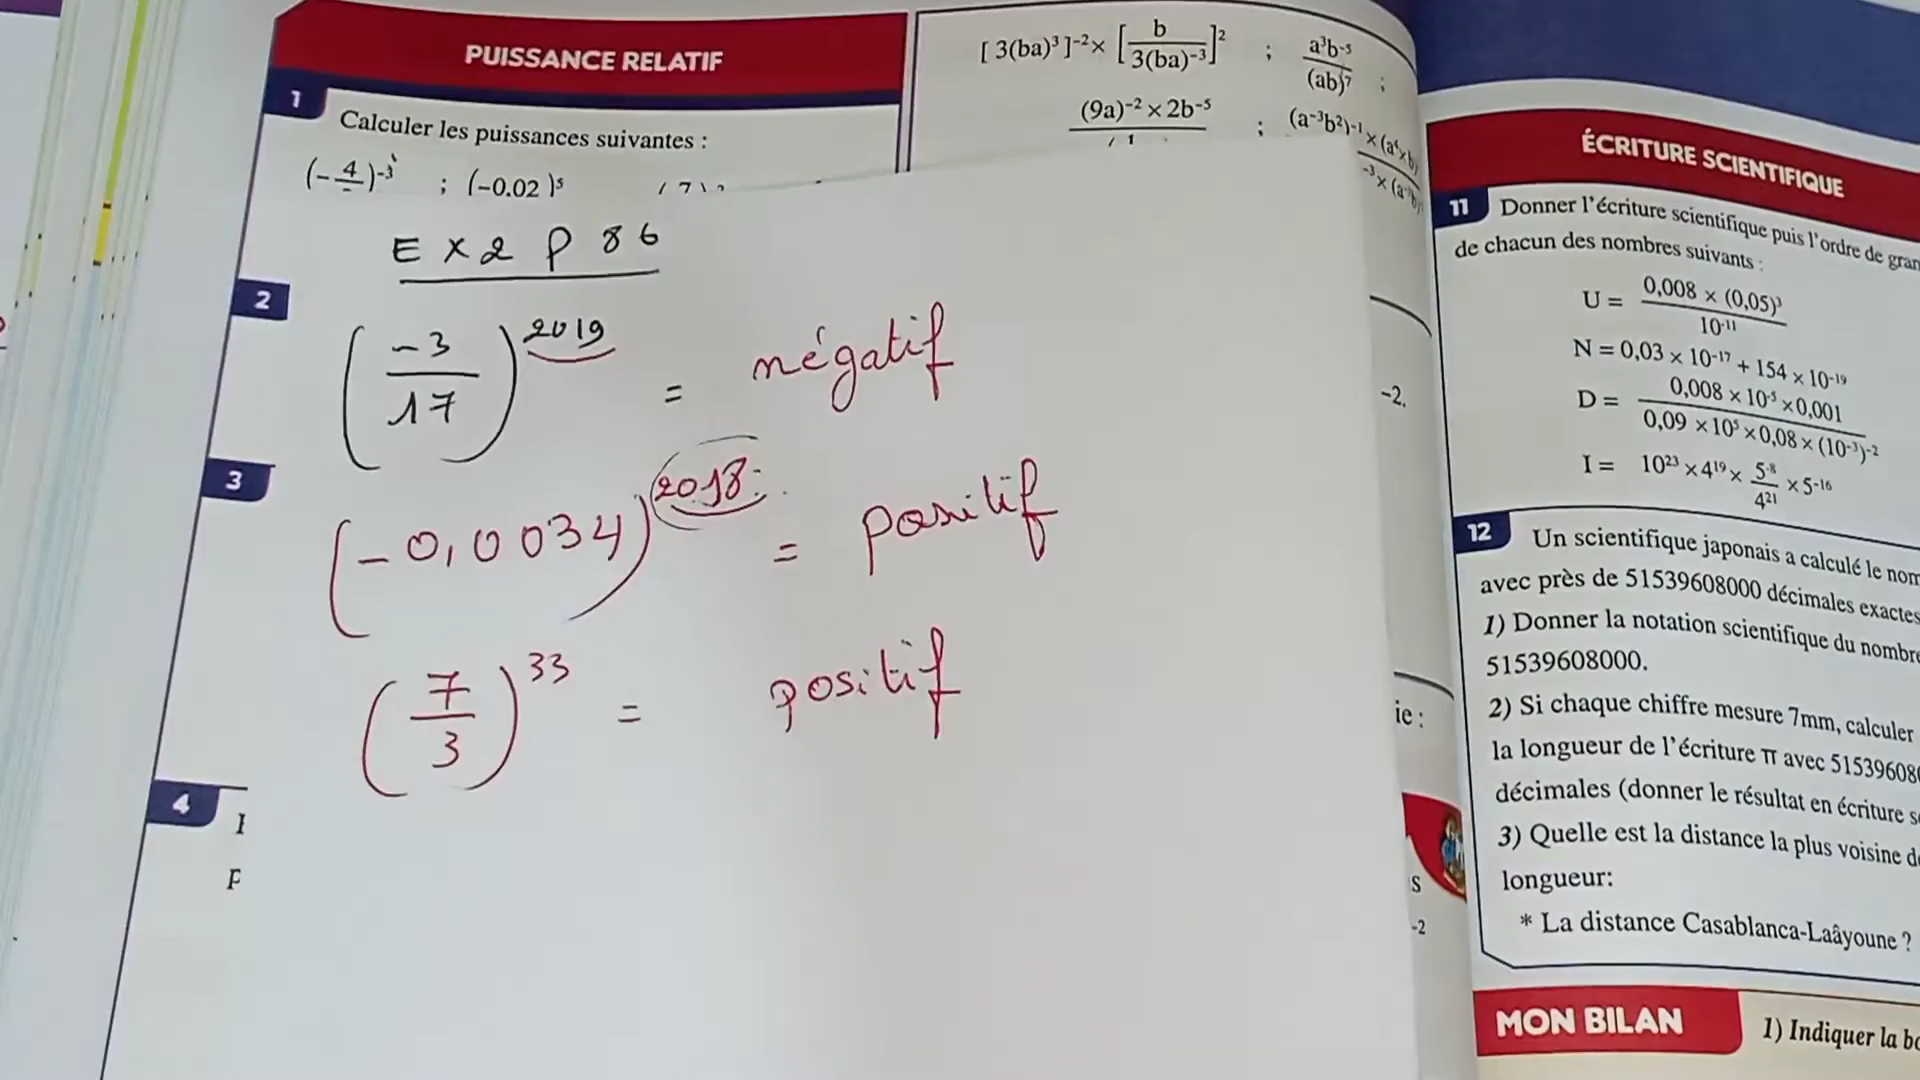 PUISSANCE RELATIF
1 Calculer les puissances suivantes :
(-4)⁻³ ; (-0.02)⁵
[3(ba)³]⁻² × [b/3(ba)⁻³]² ; a³b⁻⁵/(ab)⁷ ;
(9a)⁻² × 2b⁻⁵ ; (a⁻³b²)⁻¹ × (a⁴×b)
⁻³ × (a⁻
Ex2 P 86
2
(-3/17)²⁰¹⁹ = négatif
3
(-0,0034)²⁰¹⁸ = positif
(7/3)³³ = positif
4
-2.
ie :
s
-2
ÉCRITURE SCIENTIFIQUE
11 Donner l'écriture scientifique puis l'ordre de gran
de chacun des nombres suivants :
U = 0,008 × (0,05)³/10⁻¹¹
N = 0,03 × 10⁻¹⁷ + 154 × 10⁻¹⁹
D = 0,008 × 10⁻⁵ × 0,001/0,09 × 10⁵ × 0,08 × (10⁻³)⁻²
I = 10²³ × 4¹⁹ × 5⁻⁸/4²¹ × 5⁻¹⁶
12 Un scientifique japonais a calculé le nom
avec près de 51539608000 décimales exactes
1) Donner la notation scientifique du nombre
51539608000.
2) Si chaque chiffre mesure 7mm, calculer
la longueur de l'écriture π avec 51539608
décimales (donner le résultat en écriture s
3) Quelle est la distance la plus voisine d
longueur:
* La distance Casablanca-Laâyoune ?
MON BILAN
1) Indiquer la bo